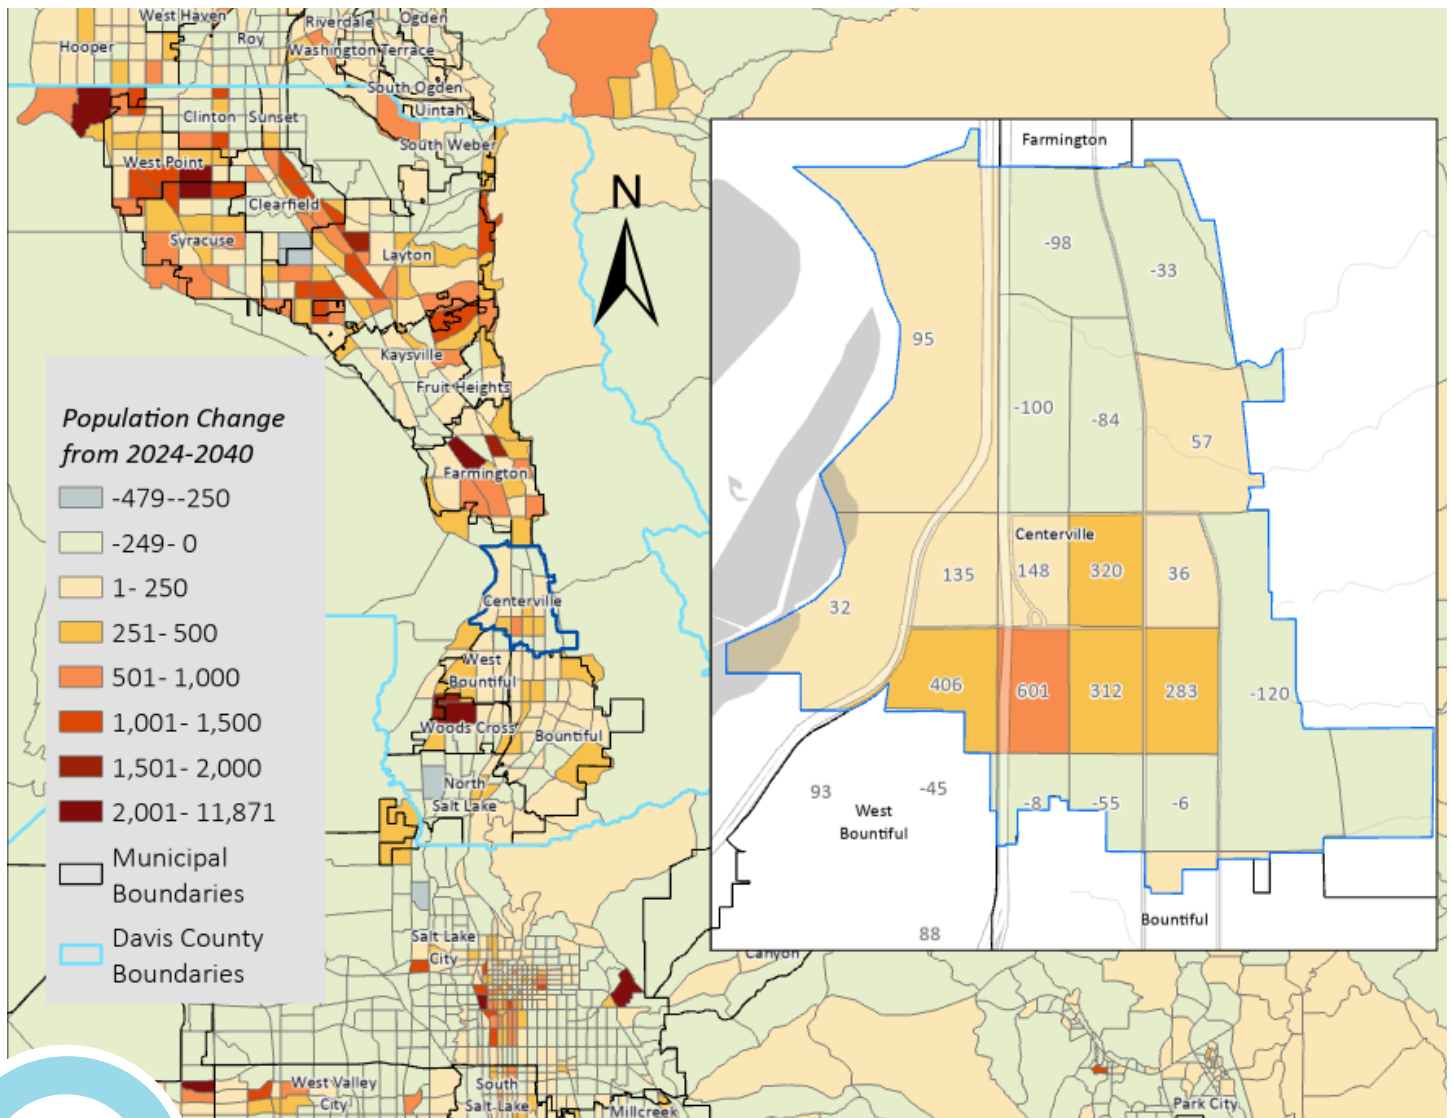 West Haven
Riverdale
Ogden
Hooper
Roy
Washington Terrace
South Ogden
Uintah
Clinton
Sunset
South Weber
West Point
Clearfield
Syracuse
Layton
Kaysville
Fruit Heights
Farmington
Centerville
West
Bountiful
Woods Cross
Bountiful
North
Salt Lake
Salt Lake
City
Canyon
West Valley
City
South
Salt Lake
Millcreek
Park City
N
Population Change
from 2024-2040
-479--250
-249- 0
1- 250
251- 500
501- 1,000
1,001- 1,500
1,501- 2,000
2,001- 11,871
Municipal
Boundaries
Davis County
Boundaries
Farmington
-98
-33
95
-100
-84
57
Centerville
135
148
320
36
32
406
601
312
283
-120
93
-45
-8
-55
-6
West
Bountiful
Bountiful
88